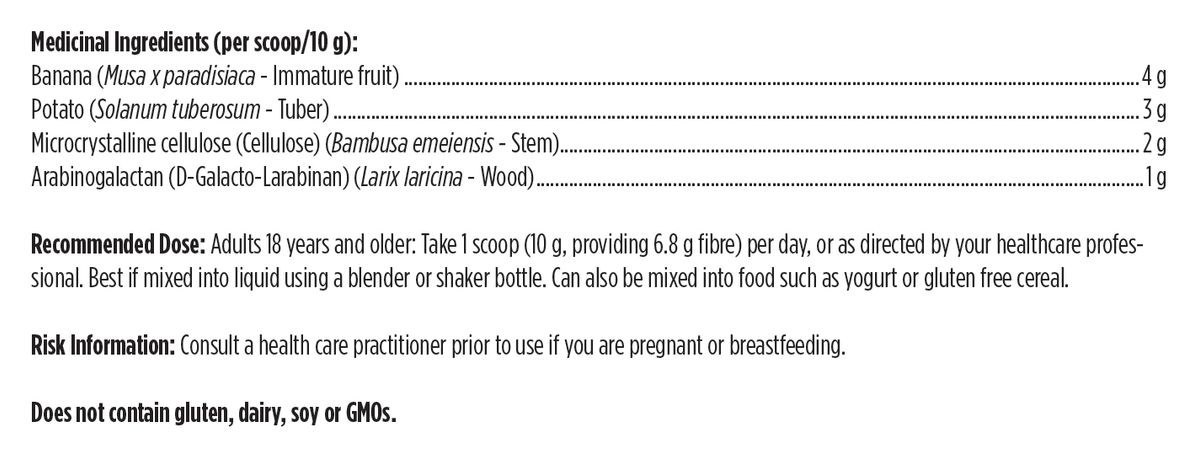 Medicinal Ingredients (per scoop/10 g):
Banana (Musa x paradisiaca - Immature fruit) ........ 4 g
Potato (Solanum tuberosum - Tuber) ........ 3 g
Microcrystalline cellulose (Cellulose) (Bambusa emeiensis - Stem)........ 2 g
Arabinogalactan (D-Galacto-Larabinan) (Larix laricina - Wood)........ 1 g
Recommended Dose: Adults 18 years and older: Take 1 scoop (10 g, providing 6.8 g fibre) per day, or as directed by your healthcare profes-
sional. Best if mixed into liquid using a blender or shaker bottle. Can also be mixed into food such as yogurt or gluten free cereal.
Risk Information: Consult a health care practitioner prior to use if you are pregnant or breastfeeding.
Does not contain gluten, dairy, soy or GMOs.